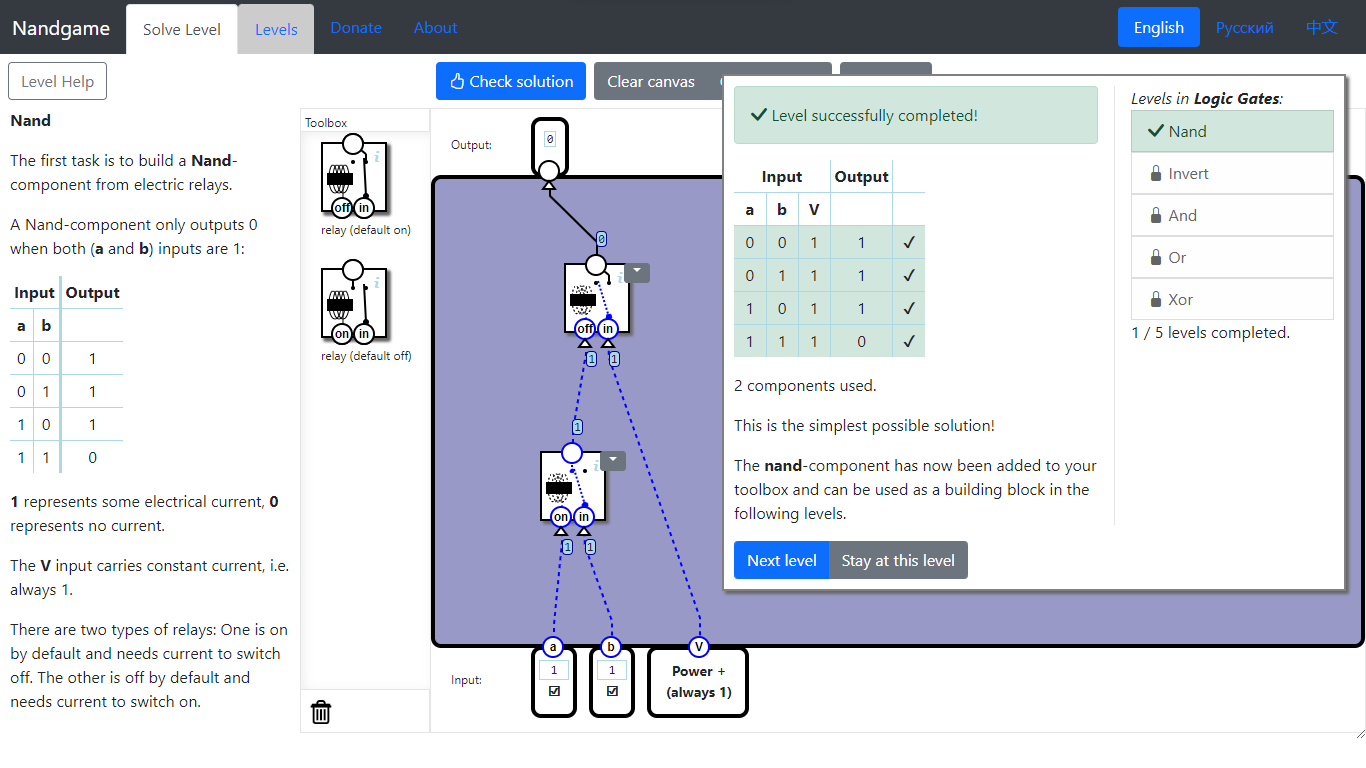 Nandgame
Solve Level
Levels
Donate
About
English
Русский
中文
Level Help
Check solution
Clear canvas
Nand
The first task is to build a Nand-
component from electric relays.
A Nand-component only outputs 0
when both (a and b) inputs are 1:
Input Output
a b
0 0 1
0 1 1
1 0 1
1 1 0
1 represents some electrical current, 0
represents no current.
The V input carries constant current, i.e.
always 1.
There are two types of relays: One is on
by default and needs current to switch
off. The other is off by default and
needs current to switch on.
Toolbox
off in
relay (default on)
on in
relay (default off)
Output:
0
0
off in
1 1
1
on in
1 1
a b V
Input:
1 1
Power +
(always 1)
Level successfully completed!
Input Output
a b V
0 0 1 1 ✓
0 1 1 1 ✓
1 0 1 1 ✓
1 1 1 0 ✓
2 components used.
This is the simplest possible solution!
The nand-component has now been added to your
toolbox and can be used as a building block in the
following levels.
Next level
Stay at this level
Levels in Logic Gates:
Nand
Invert
And
Or
Xor
1 / 5 levels completed.